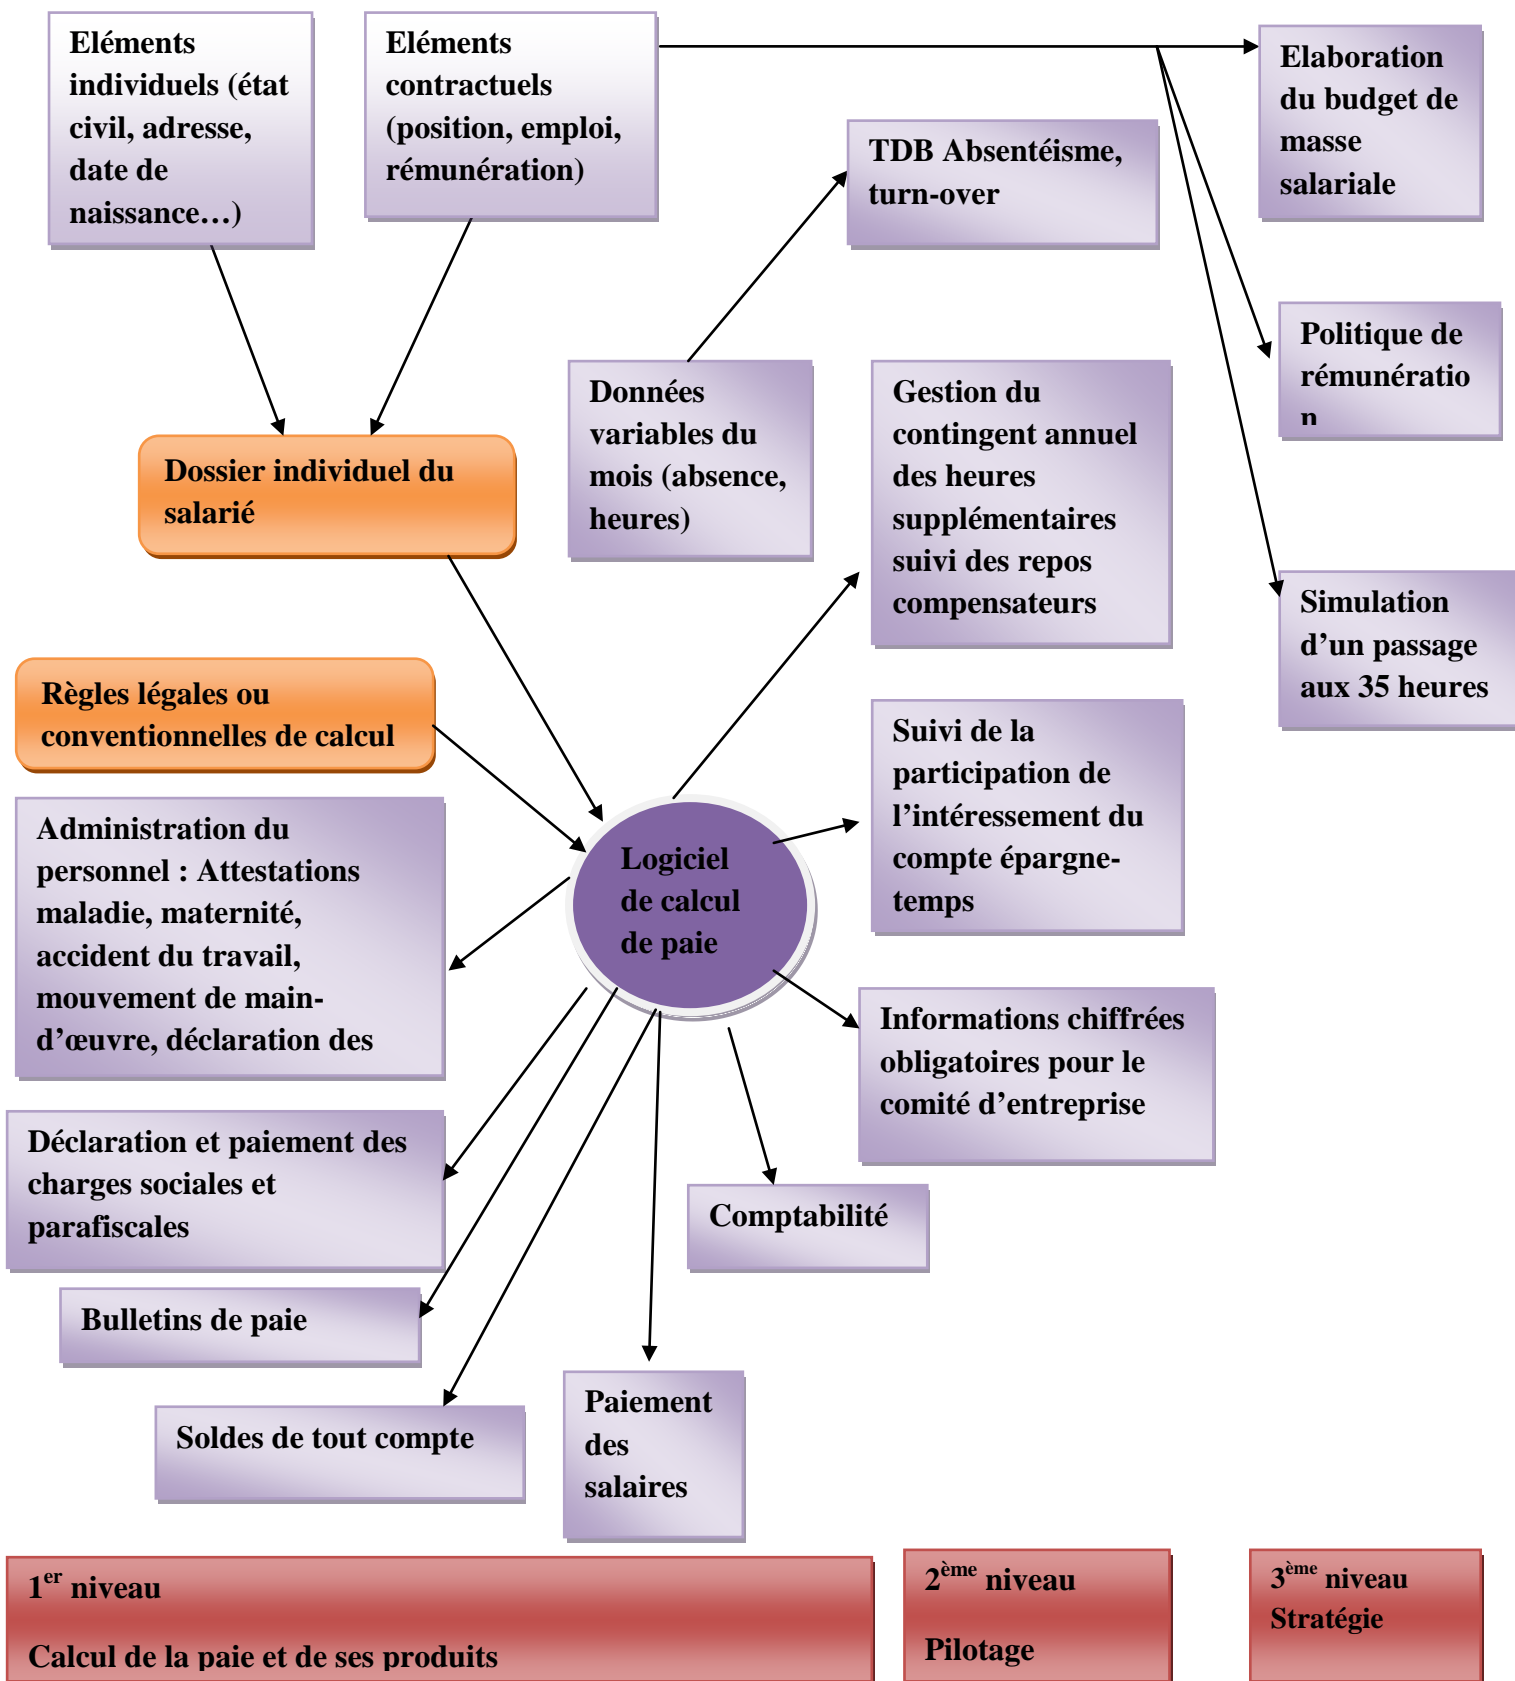 Eléments
individuels (état
civil, adresse,
date de
naissance…)
Eléments
contractuels
(position, emploi,
rémunération)
Elaboration
du budget de
masse
salariale
TDB Absentéisme,
turn-over
Politique de
rémunératio
n
Données
variables du
mois (absence,
heures)
Gestion du
contingent annuel
des heures
supplémentaires
suivi des repos
compensateurs
Dossier individuel du
salarié
Simulation
d’un passage
aux 35 heures
Règles légales ou
conventionnelles de calcul
Suivi de la
participation de
l’intéressement du
compte épargne-
temps
Administration du
personnel : Attestations
maladie, maternité,
accident du travail,
mouvement de main-
d’œuvre, déclaration des
Logiciel
de calcul
de paie
Informations chiffrées
obligatoires pour le
comité d’entreprise
Déclaration et paiement des
charges sociales et
parafiscales
Comptabilité
Bulletins de paie
Soldes de tout compte
Paiement
des
salaires
1er niveau
Calcul de la paie et de ses produits
2ème niveau
Pilotage
3ème niveau
Stratégie